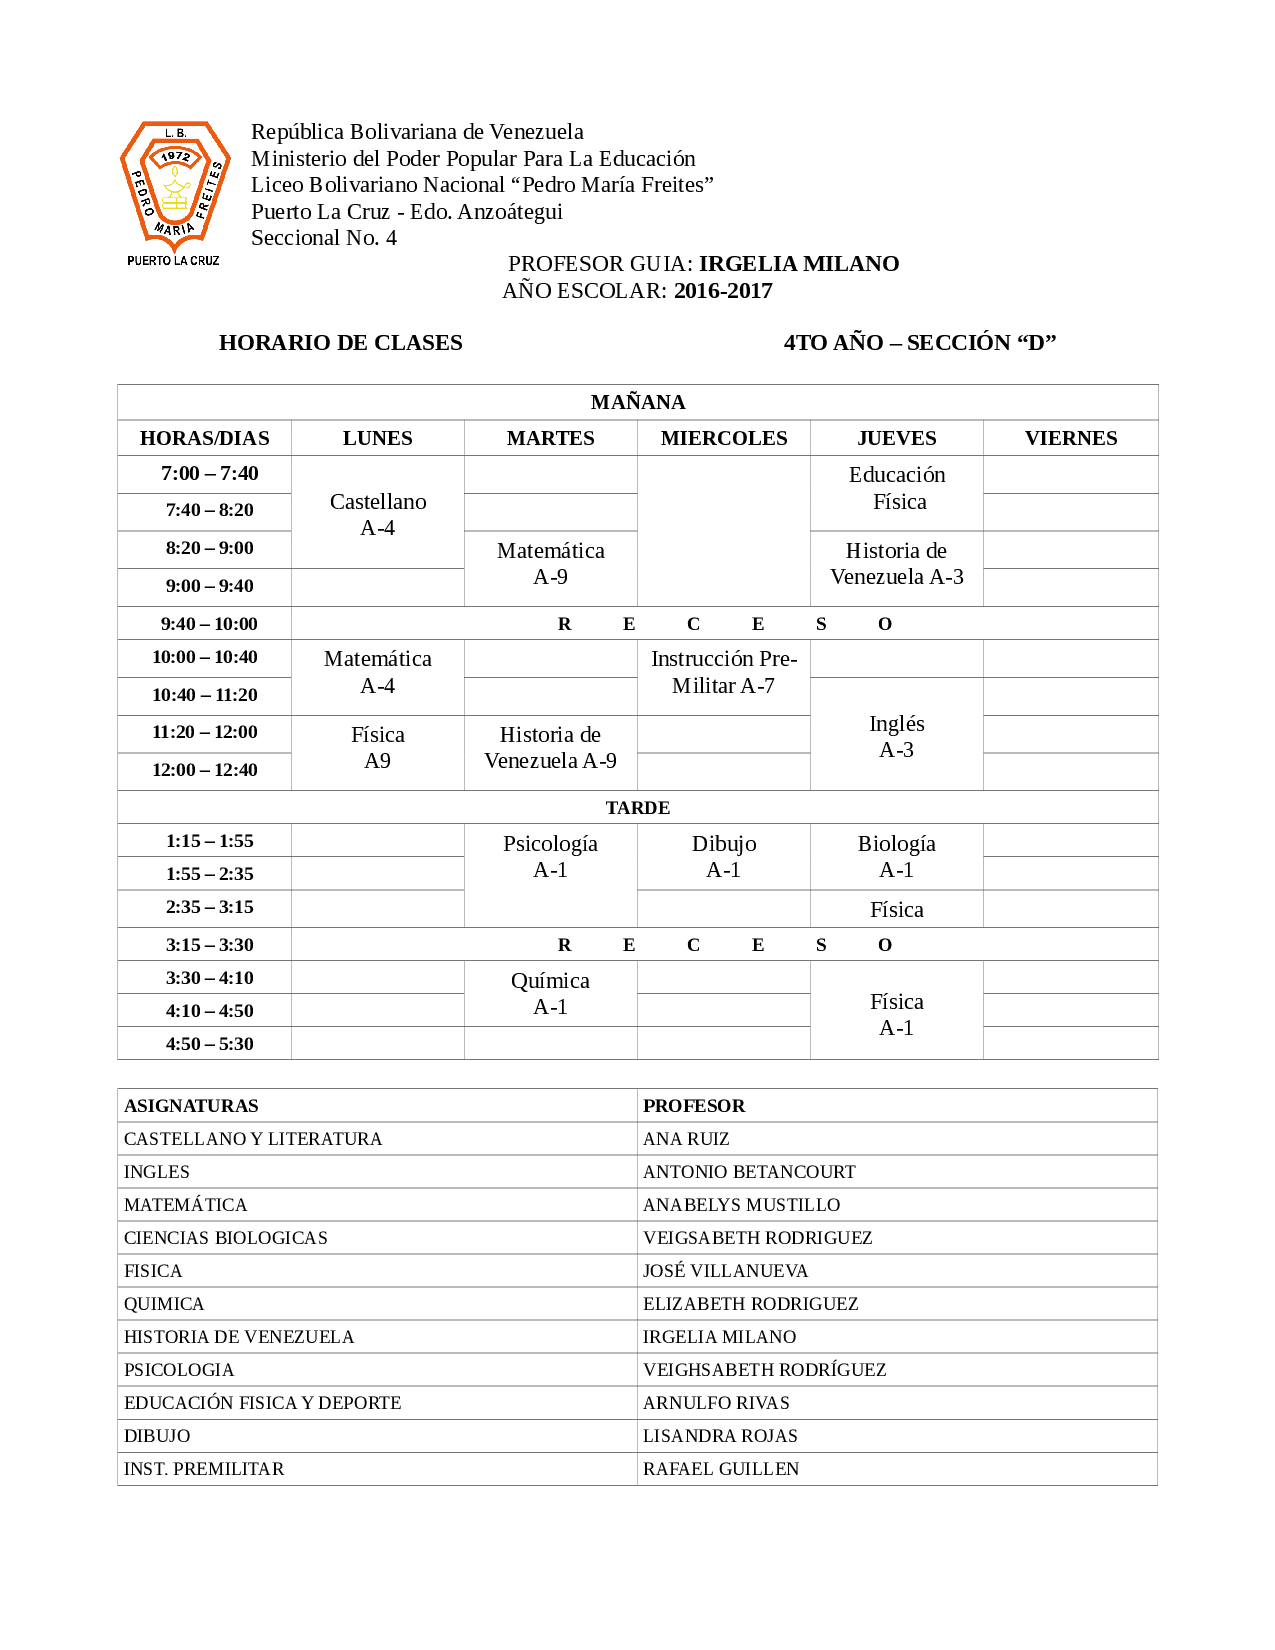 L. B.
1972
PEDRO MARIA FREITES
PUERTO LA CRUZ
República Bolivariana de Venezuela
Ministerio del Poder Popular Para La Educación
Liceo Bolivariano Nacional “Pedro María Freites”
Puerto La Cruz - Edo. Anzoátegui
Seccional No. 4
PROFESOR GUIA: IRGELIA MILANO
AÑO ESCOLAR: 2016-2017
HORARIO DE CLASES 4TO AÑO – SECCIÓN “D”
MAÑANA
HORAS/DIAS LUNES MARTES MIERCOLES JUEVES VIERNES
7:00 – 7:40
7:40 – 8:20
8:20 – 9:00
9:00 – 9:40
Castellano
A-4
Matemática
A-9
Educación
Física
Historia de
Venezuela A-3
9:40 – 10:00 R E C E S O
10:00 – 10:40
10:40 – 11:20
11:20 – 12:00
12:00 – 12:40
Matemática
A-4
Física
A9
Historia de
Venezuela A-9
Instrucción Pre-
Militar A-7
Inglés
A-3
TARDE
1:15 – 1:55
1:55 – 2:35
2:35 – 3:15
Psicología
A-1
Dibujo
A-1
Biología
A-1
Física
3:15 – 3:30 R E C E S O
3:30 – 4:10
4:10 – 4:50
4:50 – 5:30
Química
A-1
Física
A-1
ASIGNATURAS PROFESOR
CASTELLANO Y LITERATURA ANA RUIZ
INGLES ANTONIO BETANCOURT
MATEMÁTICA ANABELYS MUSTILLO
CIENCIAS BIOLOGICAS VEIGSABETH RODRIGUEZ
FISICA JOSÉ VILLANUEVA
QUIMICA ELIZABETH RODRIGUEZ
HISTORIA DE VENEZUELA IRGELIA MILANO
PSICOLOGIA VEIGHSABETH RODRÍGUEZ
EDUCACIÓN FISICA Y DEPORTE ARNULFO RIVAS
DIBUJO LISANDRA ROJAS
INST. PREMILITAR RAFAEL GUILLEN